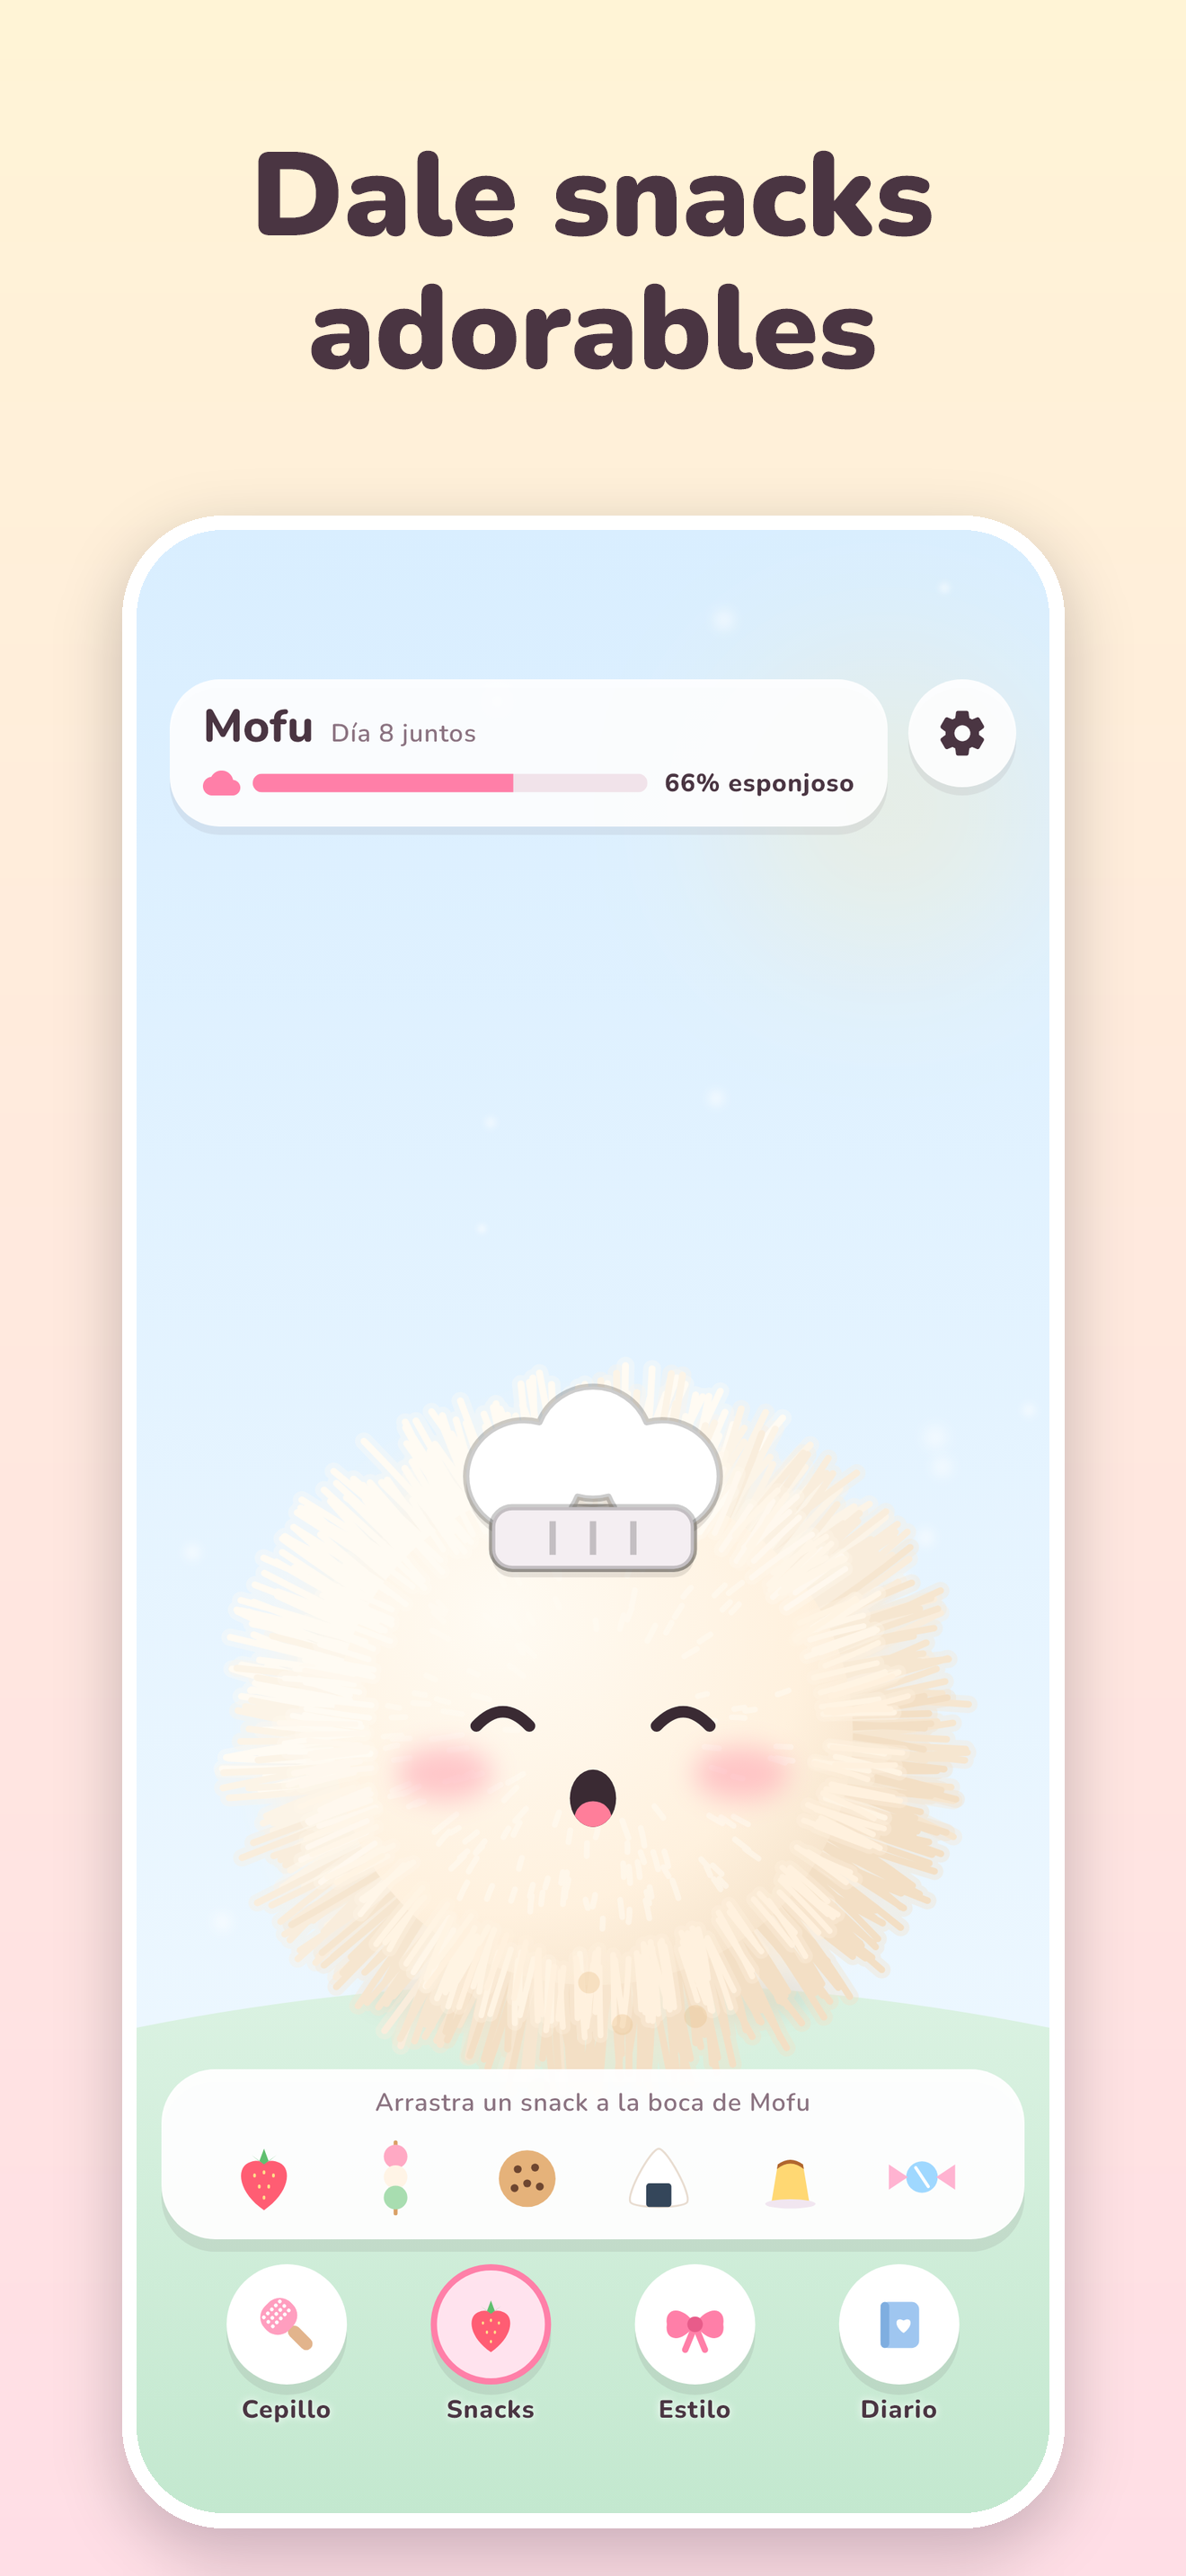 Dale snacks
adorables
Mofu Día 8 juntos
66% esponjoso
Arrastra un snack a la boca de Mofu
Cepillo
Snacks
Estilo
Diario